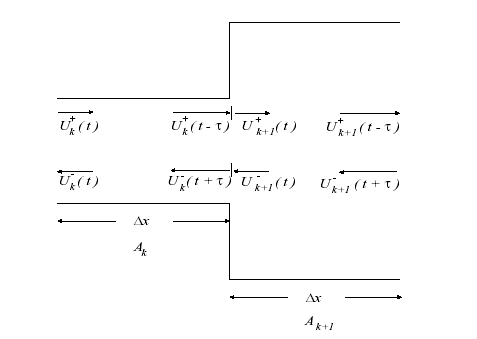 U⁺ₖ(t) U⁺ₖ(t - τ) U⁺ₖ₊₁(t) U⁺ₖ₊₁(t - τ)
U⁻ₖ(t) U⁻ₖ(t + τ) U⁻ₖ₊₁(t) U⁻ₖ₊₁(t + τ)
Δx
Aₖ
Δx
Aₖ₊₁